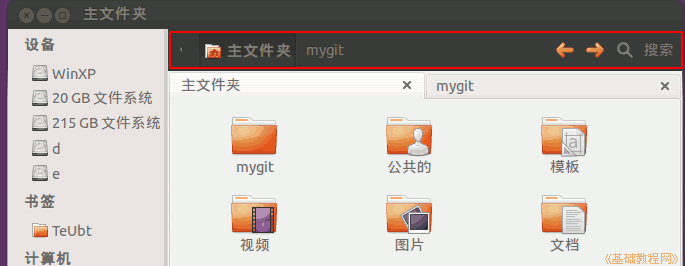 主文件夹
主文件夹 mygit 搜索
主文件夹 mygit
设备
WinXP
20 GB 文件系统
215 GB 文件系统
d
e
书签
TeUbt
计算机
mygit 公共的 模板
视频 图片 文档
《基础教程网》